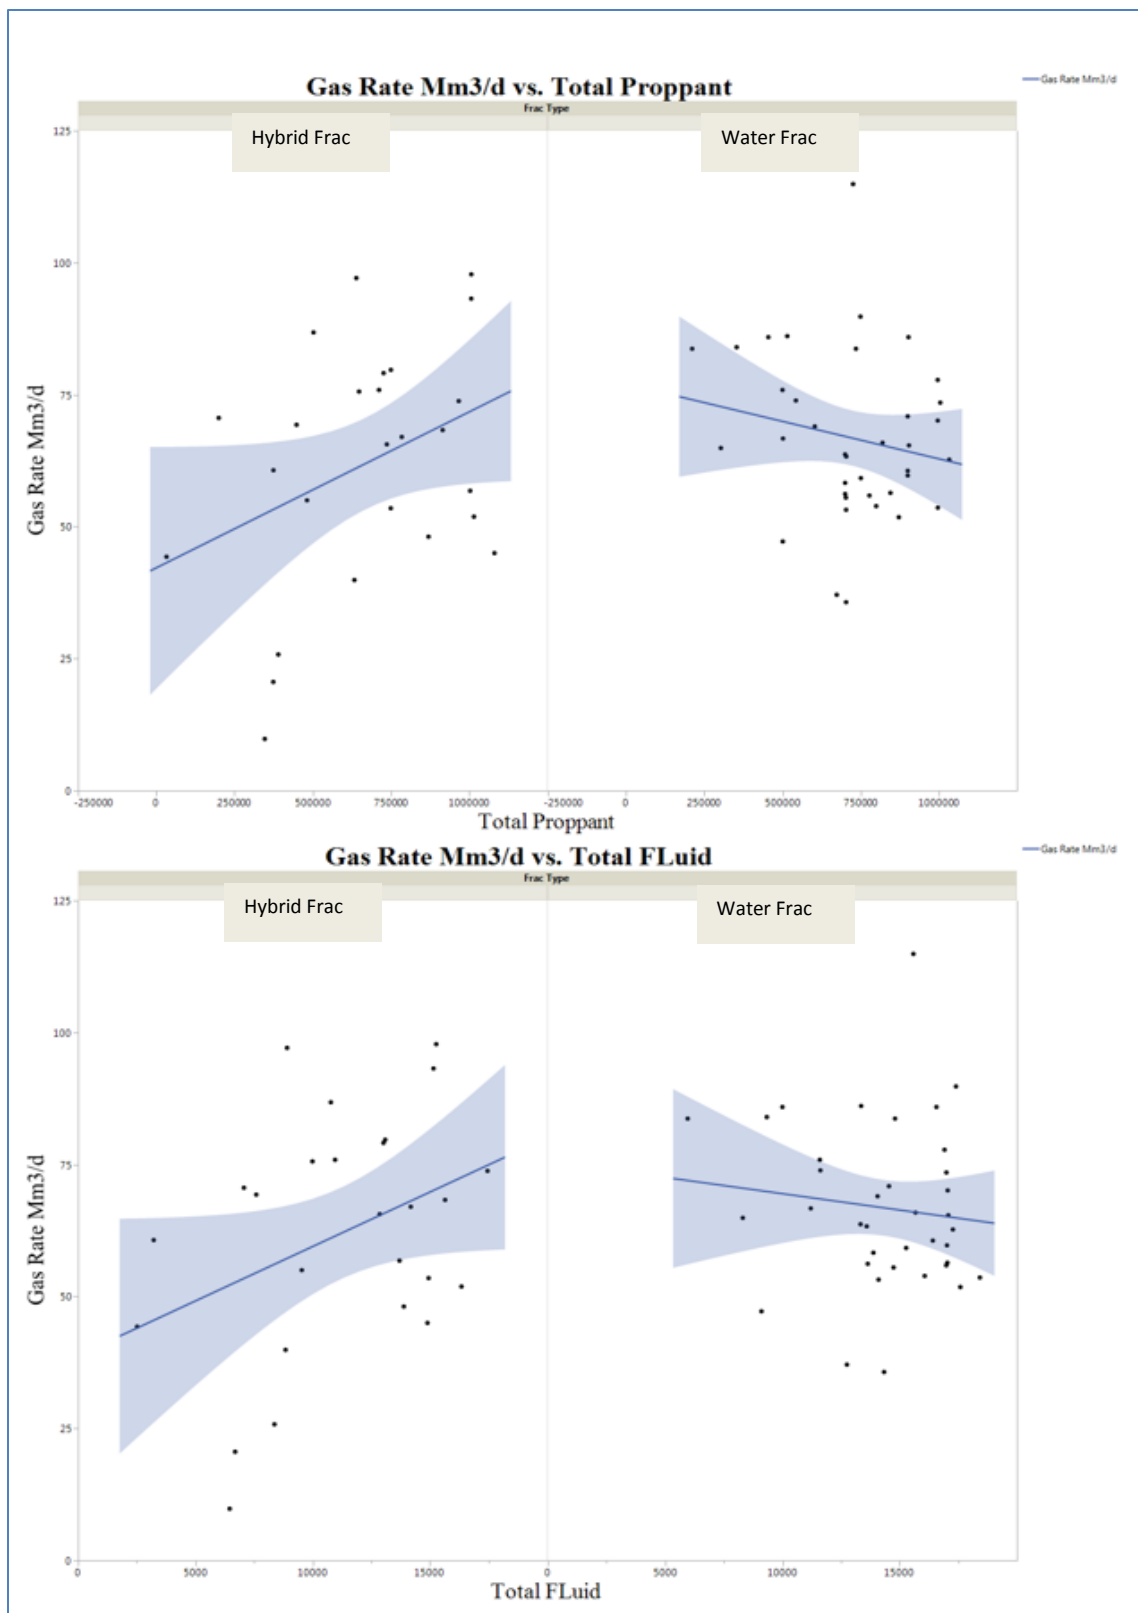 Gas Rate Mm3/d vs. Total Proppant
Gas Rate Mm3/d
Frac Type
Hybrid Frac
Water Frac
125
100
75
50
25
0
Gas Rate Mm3/d
-250000 0 250000 500000 750000 1000000 -250000 0 250000 500000 750000 1000000
Total Proppant
Gas Rate Mm3/d vs. Total FLuid
Gas Rate Mm3/d
Frac Type
Hybrid Frac
Water Frac
125
100
75
50
25
0
Gas Rate Mm3/d
0 5000 10000 15000 0 5000 10000 15000
Total FLuid